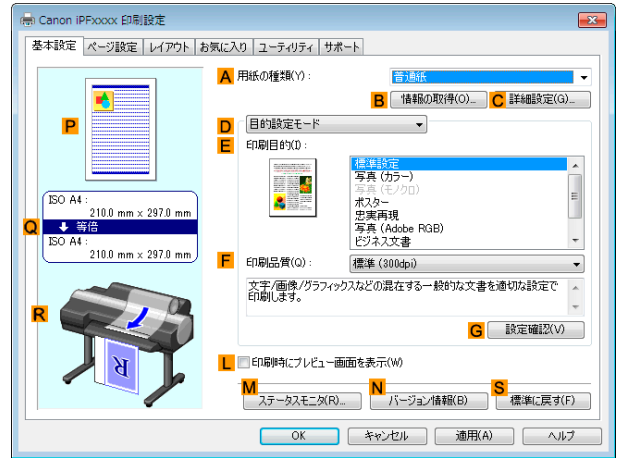 Canon iPFxxxx 印刷設定
基本設定 ページ設定 レイアウト お気に入り ユーティリティ サポート
A 用紙の種類(Y): 普通紙
B 情報の取得(O)... C 詳細設定(G)...
P
D 目的設定モード
E 印刷目的(I):
標準設定
写真 (カラー)
写真 (モノクロ)
ポスター
忠実再現
写真 (Adobe RGB)
ビジネス文書
ISO A4 :
210.0 mm x 297.0 mm
Q 等倍
ISO A4 :
210.0 mm x 297.0 mm
F 印刷品質(Q): 標準 (300dpi)
文字/画像/グラフィックスなどの混在する一般的な文書を適切な設定で
印刷します。
R
G 設定確認(V)
R
L 印刷時にプレビュー画面を表示(W)
M ステータスモニタ(R)... N バージョン情報(B) S 標準に戻す(F)
OK キャンセル 適用(A) ヘルプ